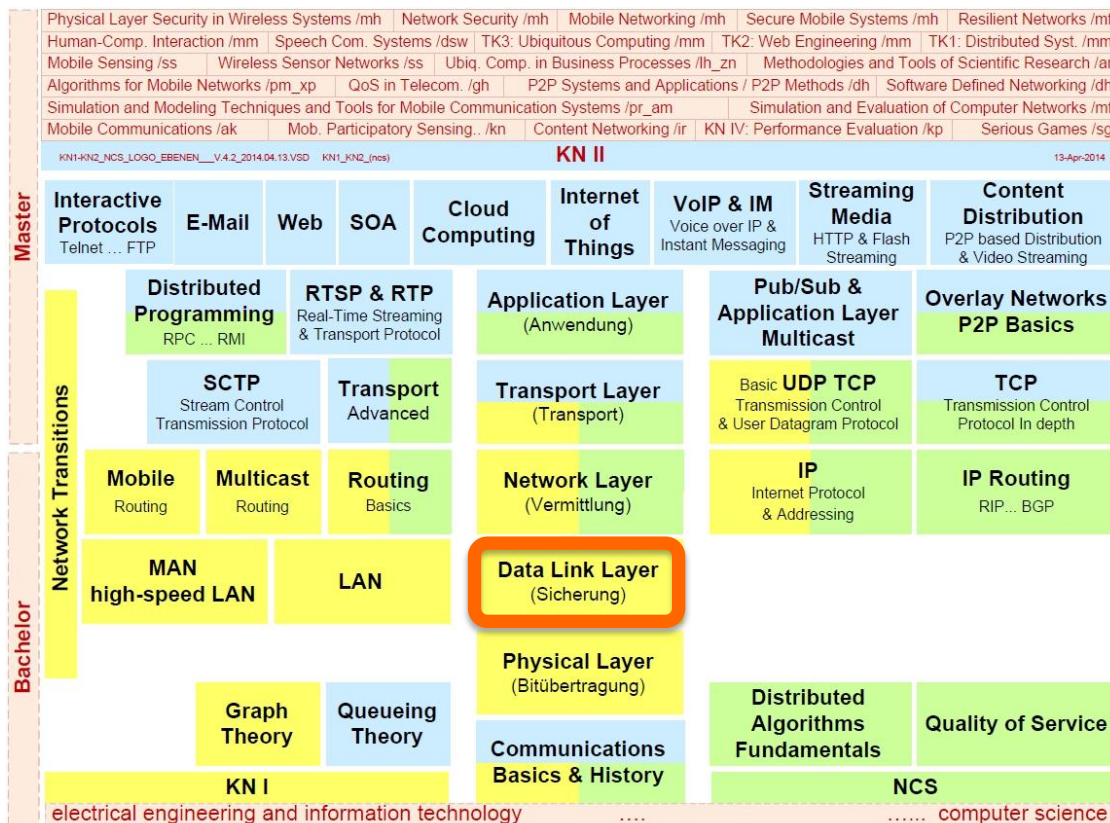 Physical Layer Security in Wireless Systems /mh Network Security /mh Mobile Networking /mh Secure Mobile Systems /mh Resilient Networks
Human-Comp. Interaction /mm Speech Com. Systems /dsw TK3: Ubiquitous Computing /mm TK2: Web Engineering /mm TK1: Distributed Syst. /mm
Mobile Sensing /ss Wireless Sensor Networks /ss Ubiq. Comp. in Business Processes /lh_zn Methodologies and Tools of Scientific Research
Algorithms for Mobile Networks /pm_xp QoS in Telecom. /gh P2P Systems and Applications / P2P Methods /dh Software Defined Networking /dh
Simulation and Modeling Techniques and Tools for Mobile Communication Systems /pr_am Simulation and Evaluation of Computer Networks
Mobile Communications /ak Mob. Participatory Sensing.. /kn Content Networking /ir KN IV: Performance Evaluation /kp Serious Games /sg
KN1-KN2_NCS_LOGO_EBENEN___V.4.2_2014.04.13.VSD KN1_KN2_(ncs) KN II 13-Apr-2014
Master
Interactive Protocols
Telnet ... FTP
E-Mail
Web
SOA
Cloud
Computing
Internet
of
Things
VoIP & IM
Voice over IP &
Instant Messaging
Streaming
Media
HTTP & Flash
Streaming
Content
Distribution
P2P based Distribution
& Video Streaming
Network Transitions
Distributed
Programming
RPC ... RMI
RTSP & RTP
Real-Time Streaming
& Transport Protocol
Application Layer
(Anwendung)
Pub/Sub &
Application Layer
Multicast
Overlay Networks
P2P Basics
SCTP
Stream Control
Transmission Protocol
Transport
Advanced
Transport Layer
(Transport)
Basic UDP TCP
Transmission Control
& User Datagram Protocol
TCP
Transmission Control
Protocol In depth
Bachelor
Mobile
Routing
Multicast
Routing
Routing
Basics
Network Layer
(Vermittlung)
IP
Internet Protocol
& Addressing
IP Routing
RIP... BGP
MAN
high-speed LAN
LAN
Data Link Layer
(Sicherung)
Physical Layer
(Bitübertragung)
Graph
Theory
Queueing
Theory
Communications
Basics & History
Distributed
Algorithms
Fundamentals
Quality of Service
KN I
NCS
electrical engineering and information technology .... ...... computer science